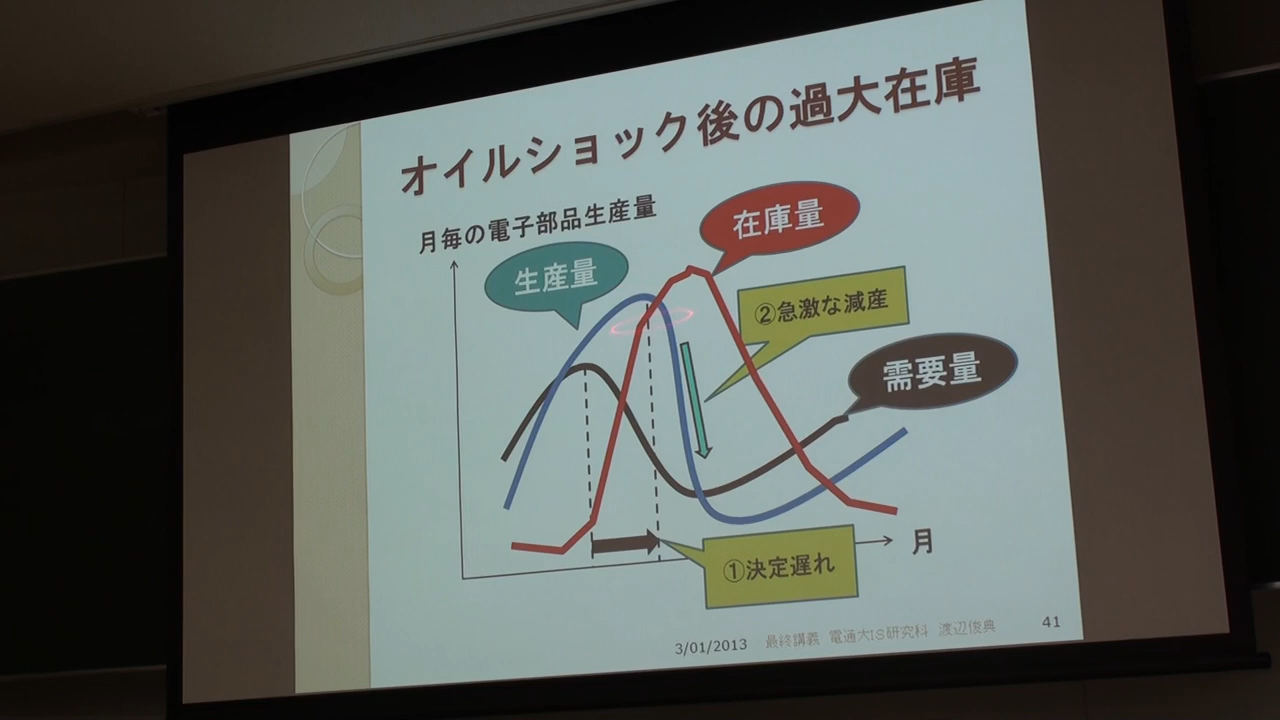 オイルショック後の過大在庫
月毎の電子部品生産量
在庫量
生産量
②急激な減産
需要量
①決定遅れ
月
3/01/2013 最終講義 電通大IS研究科 渡辺俊典 41